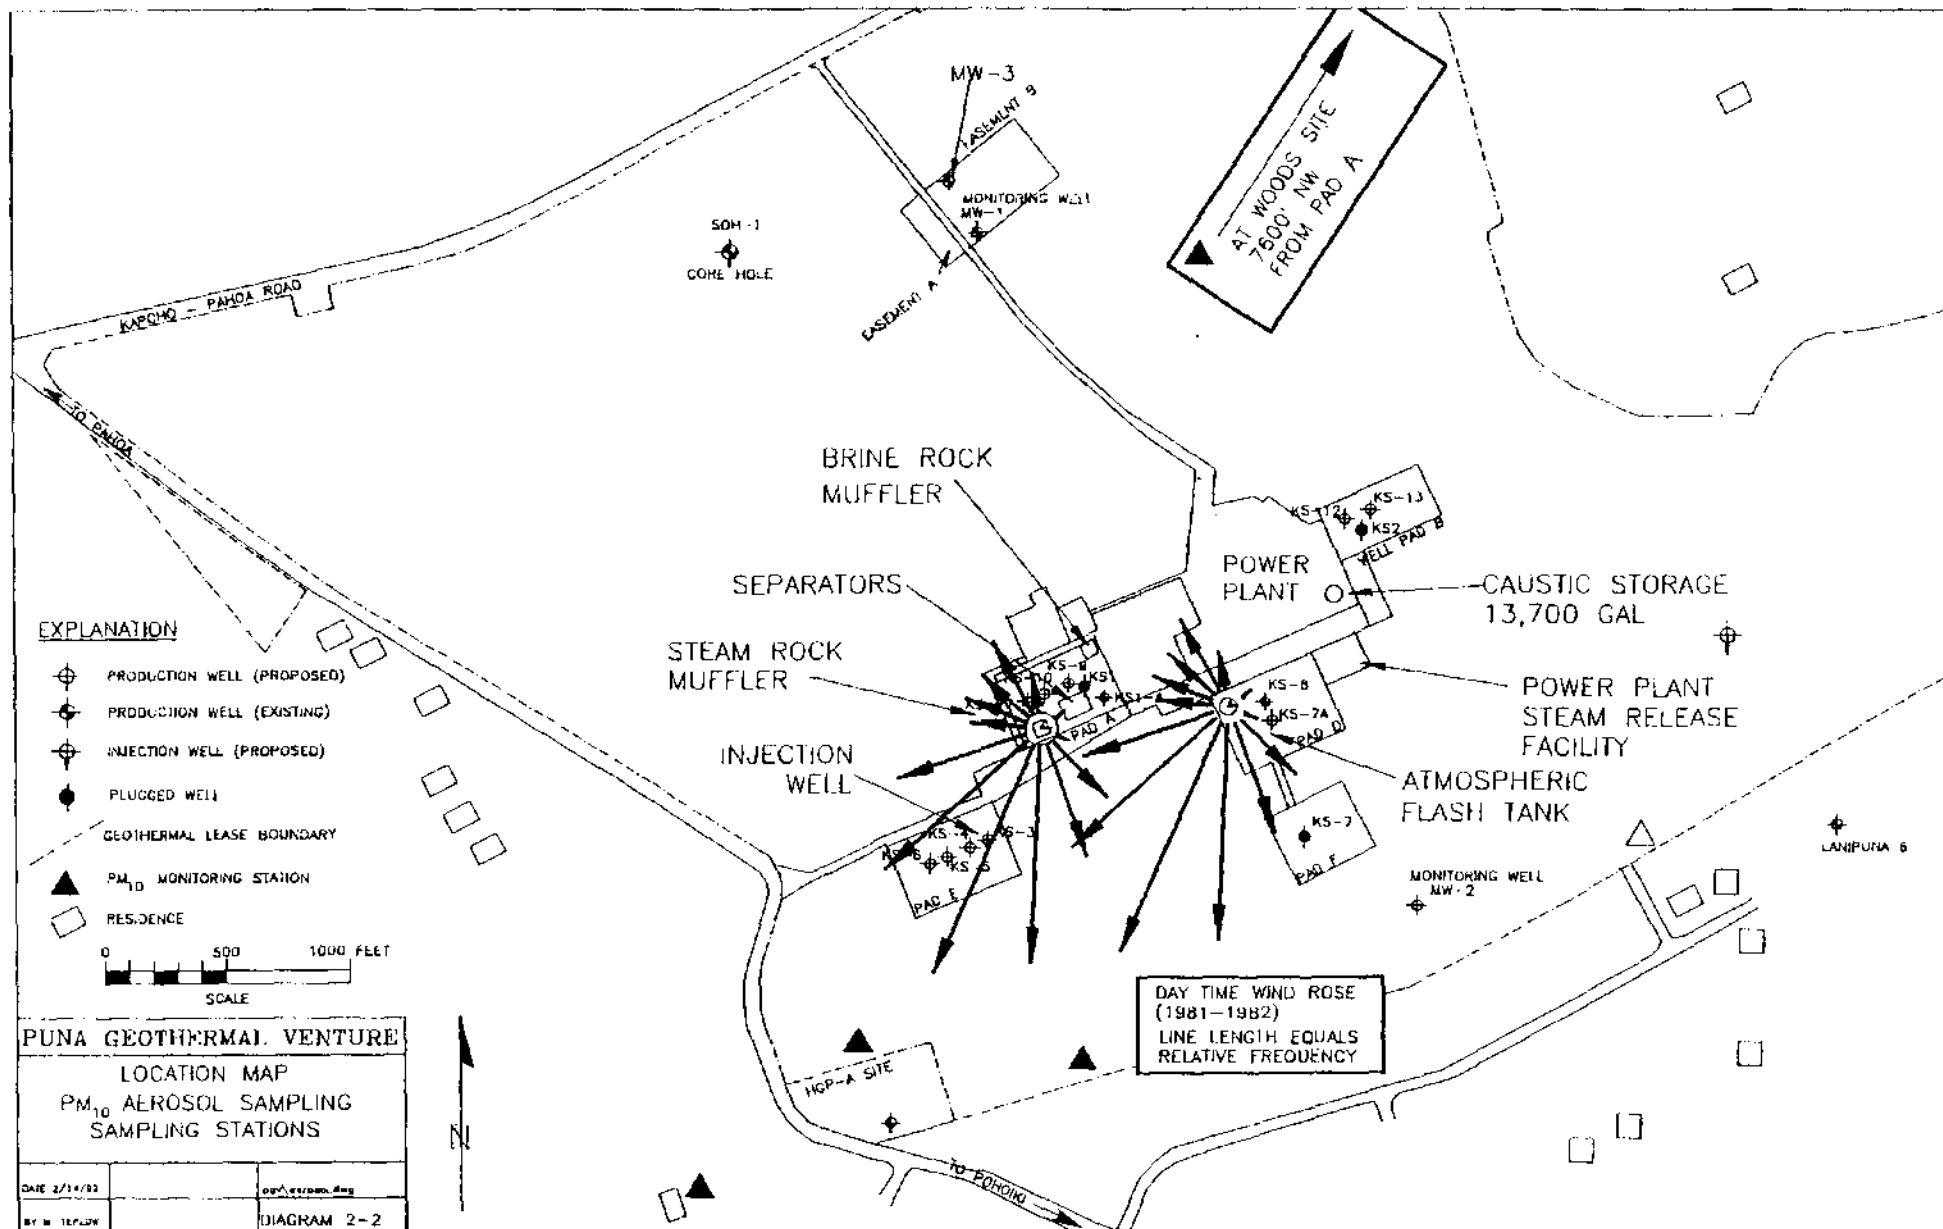 MW-3
EASEMENT B
MONITORING WELL
MW-1
SOH-1
CORE HOLE
EASEMENT A
KAPOHO - PAHOA ROAD
TO PAHOA
AT WOODS SITE
7600' NW
FROM PAD A
BRINE ROCK
MUFFLER
SEPARATORS
STEAM ROCK
MUFFLER
INJECTION
WELL
POWER
PLANT
KS-12
KS-13
KS2
WELL PAD B
CAUSTIC STORAGE
13,700 GAL
POWER PLANT
STEAM RELEASE
FACILITY
ATMOSPHERIC
FLASH TANK
KS-9
KS1
PAD A
KS-8
KS-7A
PAD D
KS-7
PAD F
KS-3
PAD E
MONITORING WELL
MW-2
LANIPUNA 6
EXPLANATION
PRODUCTION WELL (PROPOSED)
PRODUCTION WELL (EXISTING)
INJECTION WELL (PROPOSED)
PLUGGED WELL
GEOTHERMAL LEASE BOUNDARY
PM10 MONITORING STATION
RESIDENCE
0 500 1000 FEET
SCALE
PUNA GEOTHERMAL VENTURE
LOCATION MAP
PM10 AEROSOL SAMPLING
SAMPLING STATIONS
DATE
DIAGRAM 2-2
N
DAY TIME WIND ROSE
(1981-1982)
LINE LENGTH EQUALS
RELATIVE FREQUENCY
HGP-A SITE
TO POHOIKI